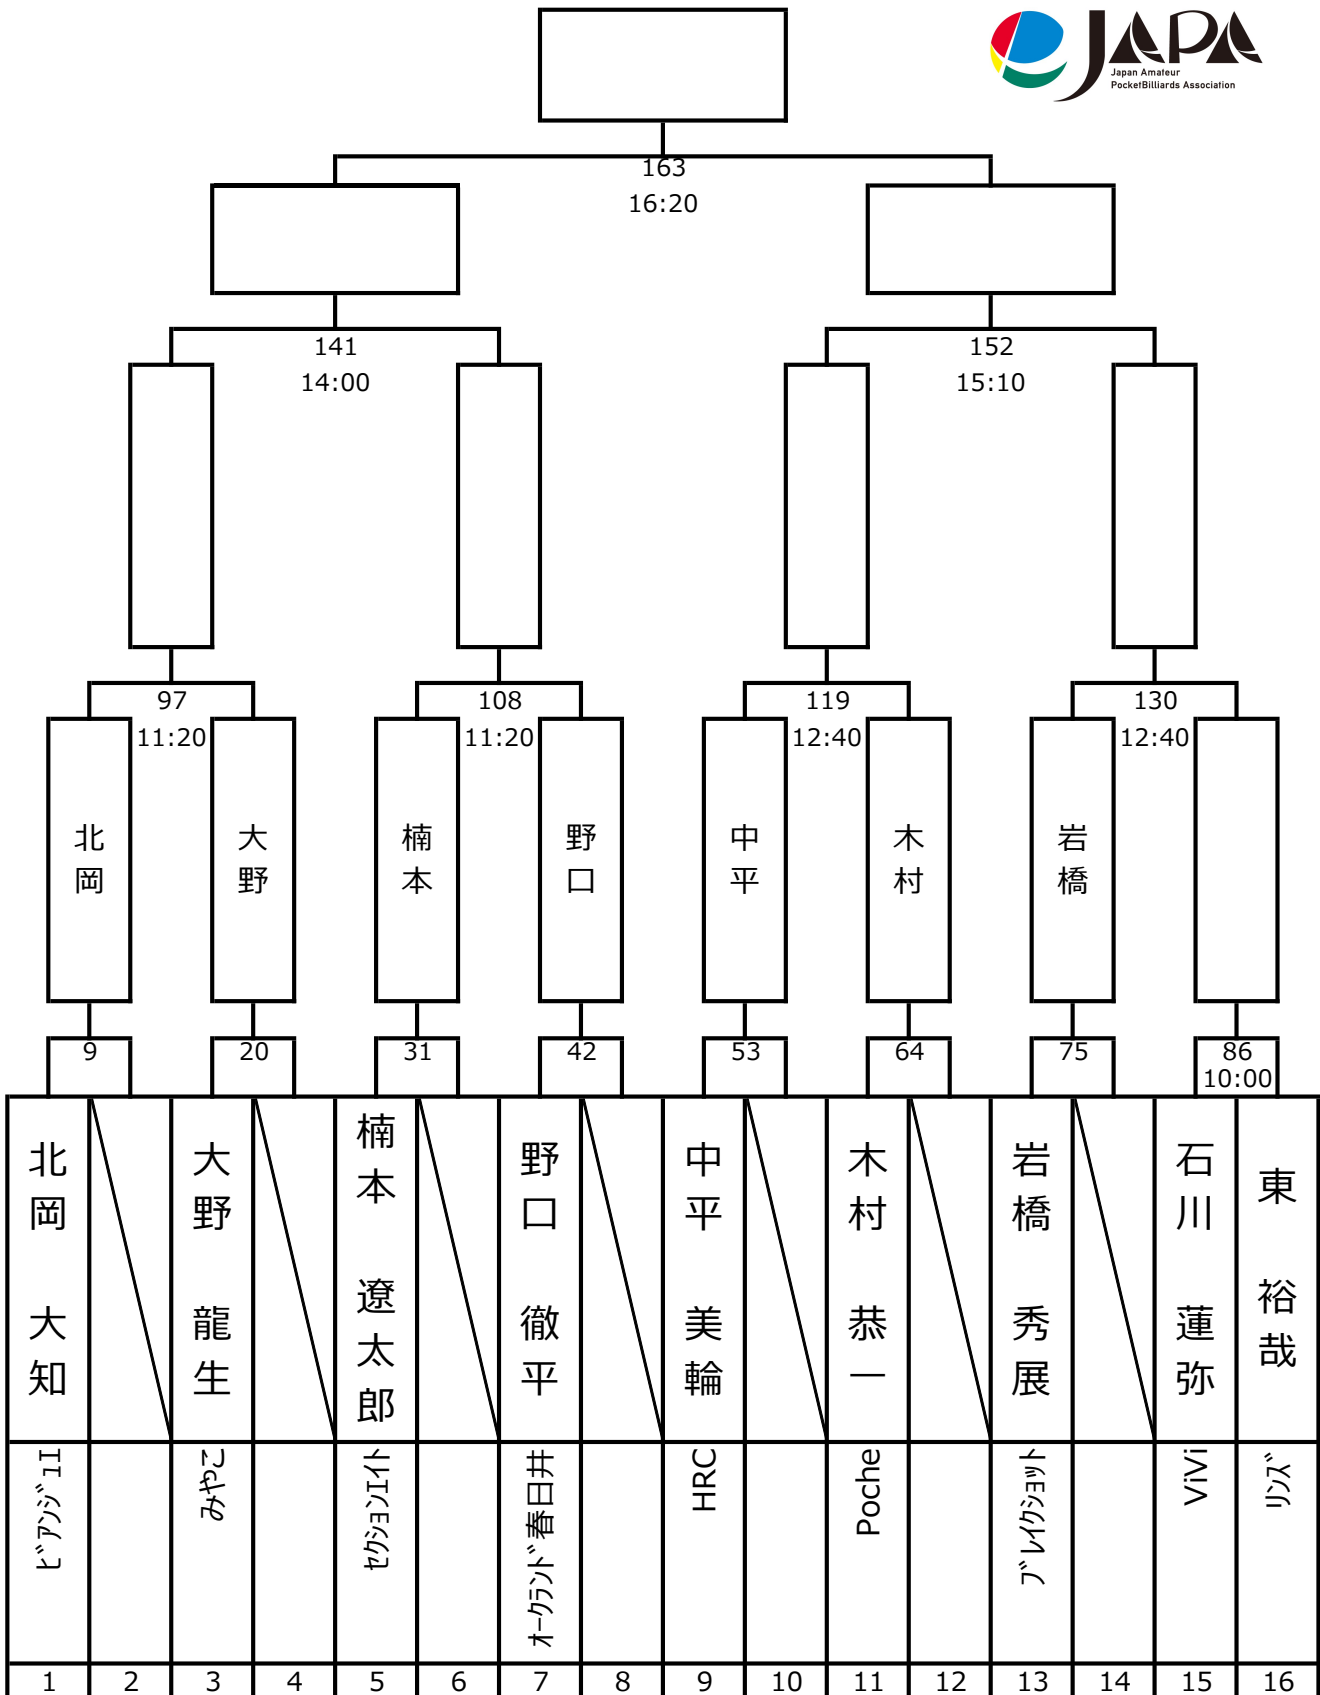 JAPA
Japan Amateur
PocketBilliards Association
163
16:20
141
14:00
152
15:10
97
11:20
108
11:20
119
12:40
130
12:40
北岡
大野
楠本
野口
中平
木村
岩橋
9
20
31
42
53
64
75
86
10:00
北岡 大知
大野 龍生
楠本 遼太郎
野口 徹平
中平 美輪
木村 恭一
岩橋 秀展
石川 蓮弥
東 裕哉
ﾋﾞｱﾝｼﾞｭｴ
みやこ
ｾｸｼｮﾝｴｲﾄ
ｵｰｸﾗﾝﾄﾞ春日井
HRC
Poche
ﾌﾞﾚｲｸｼｮｯﾄ
ViVi
ﾘﾝｽﾞ
1 2 3 4 5 6 7 8 9 10 11 12 13 14 15 16